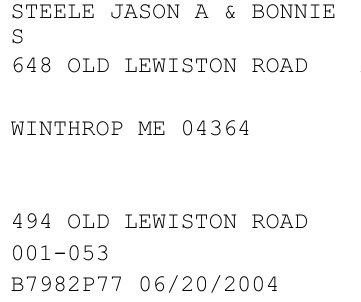 STEELE JASON A & BONNIE
S
648 OLD LEWISTON ROAD
WINTHROP ME 04364
494 OLD LEWISTON ROAD
001-053
B7982P77 06/20/2004